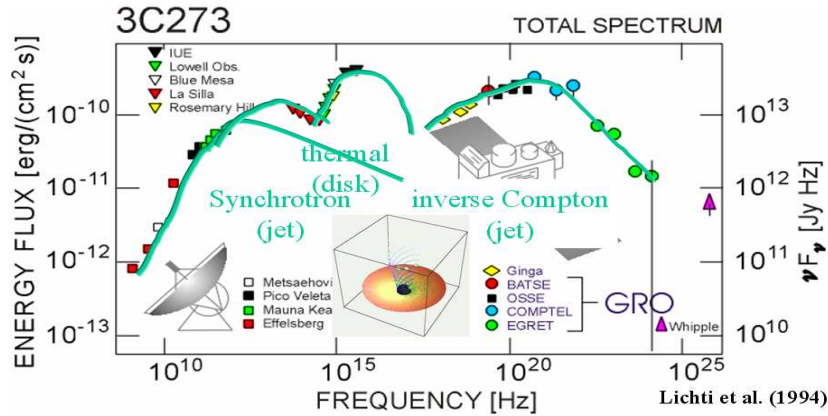 3C273
TOTAL SPECTRUM
IUE
Lowell Obs.
Blue Mesa
La Silla
Rosemary Hill
ENERGY FLUX [erg/(cm² s)]
10⁻¹⁰
10⁻¹¹
10⁻¹²
10⁻¹³
thermal
(disk)
Synchrotron
(jet)
inverse Compton
(jet)
10¹³
10¹²
10¹¹
10¹⁰
νFν [Jy Hz]
Metsaehovi
Pico Veleta
Mauna Kea
Effelsberg
Ginga
BATSE
OSSE
COMPTEL
EGRET
GRO
Whipple
10¹⁰
10¹⁵
10²⁰
10²⁵
FREQUENCY [Hz]
Lichti et al. (1994)